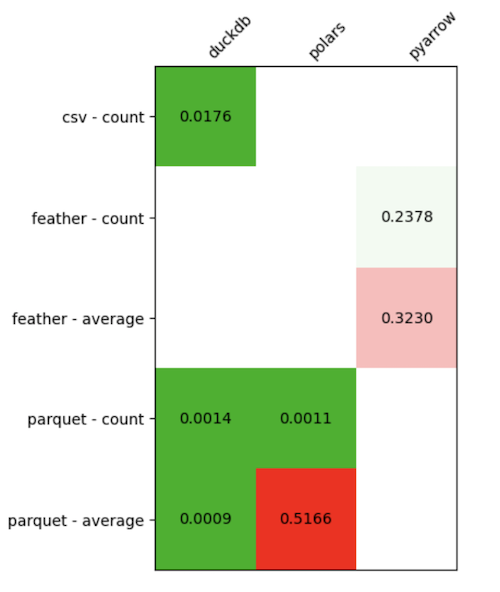 duckdb
polars
pyarrow
csv - count 0.0176
feather - count 0.2378
feather - average 0.3230
parquet - count 0.0014 0.0011
parquet - average 0.0009 0.5166